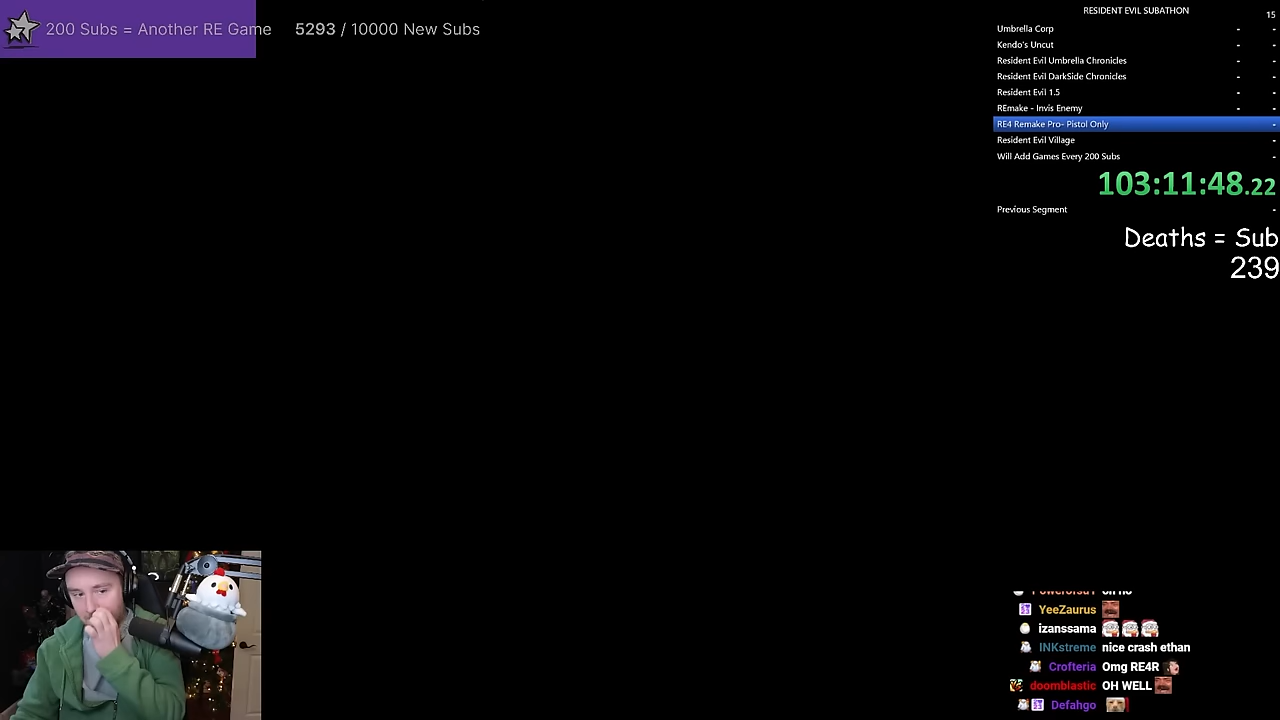 200 Subs = Another RE Game 5293 / 10000 New Subs
RESIDENT EVIL SUBATHON
15
Umbrella Corp - -
Kendo's Uncut - -
Resident Evil Umbrella Chronicles - -
Resident Evil DarkSide Chronicles - -
Resident Evil 1.5 - -
REmake - Invis Enemy - -
RE4 Remake Pro- Pistol Only -
Resident Evil Village -
Will Add Games Every 200 Subs -
103:11:48.22
Previous Segment -
Deaths = Sub
239
YeeZaurus
izanssama
INKstreme nice crash ethan
Crofteria Omg RE4R
doomblastic OH WELL
Defahgo